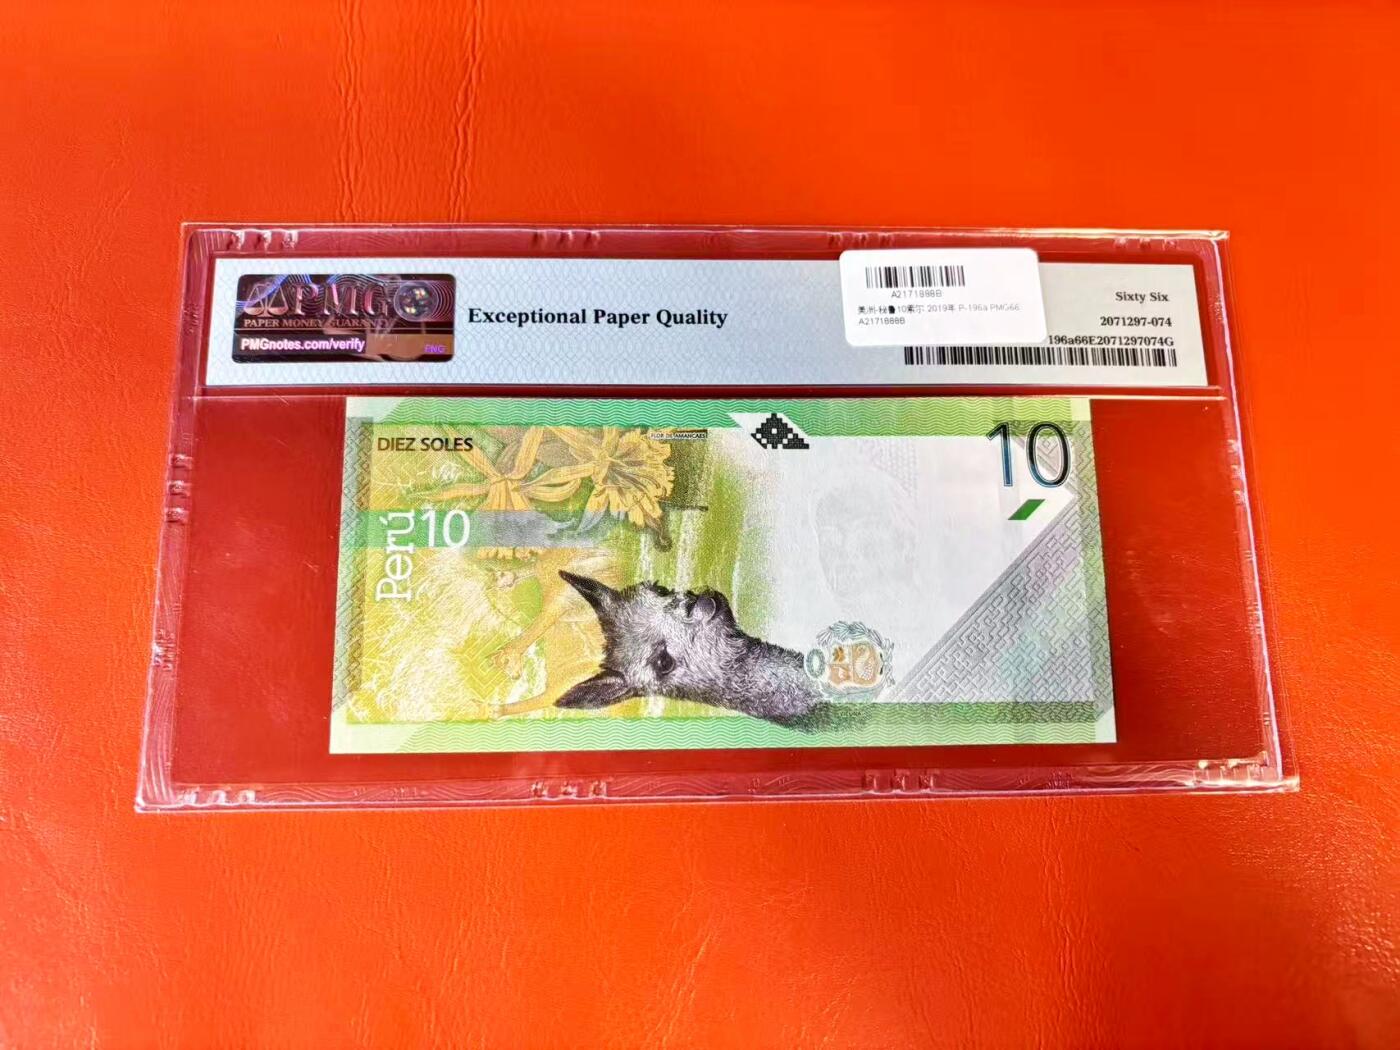 PMG
PAPER MONEY GUARANTY
PMGnotes.com/verify
PMG
Exceptional Paper Quality
A2171888B
美洲-秘鲁10索尔 2019年 P-196a PMG66
A2171888B
Sixty Six
2071297-074
196a66E2071297074G
DIEZ SOLES
FLOR DE AMANCAES
10
Perú
10
VICUÑA